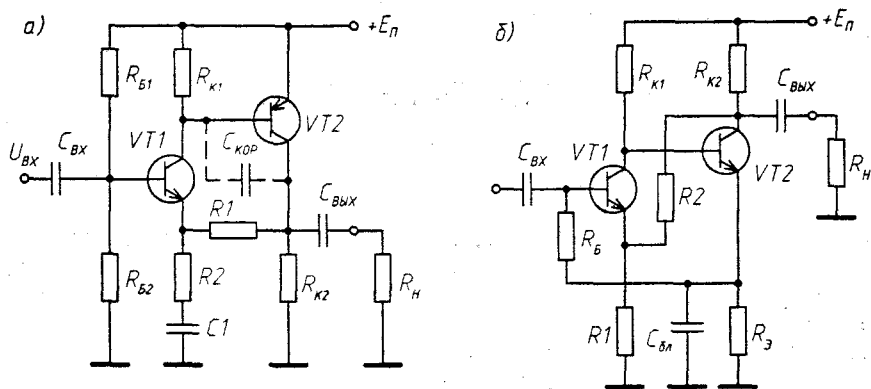 а)
+Eп
RБ1
Rк1
VT2
Cкор
VT1
Uвх
Cвх
R1
Cвых
RБ2
R2
Rк2
Rн
C1
б)
+Eп
Rк1
Rк2
Cвых
VT1
Cвх
VT2
Rн
R2
RБ
R1
Cбл
Rэ